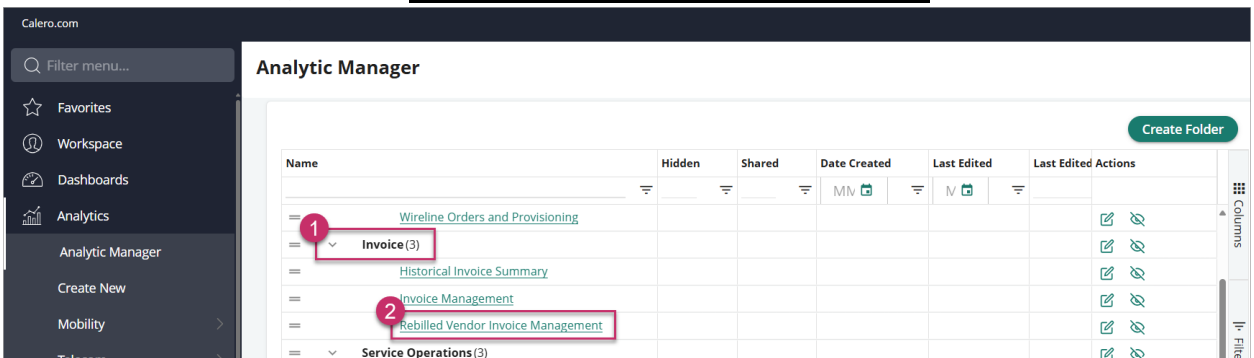 Calero.com
Filter menu...
Analytic Manager
Favorites
Workspace
Dashboards
Analytics
Analytic Manager
Create New
Mobility
Create Folder
Name Hidden Shared Date Created Last Edited Last Edited Actions
Wireline Orders and Provisioning
1
Invoice (3)
Historical Invoice Summary
Invoice Management
2
Rebilled Vendor Invoice Management
Service Operations (3)
Columns